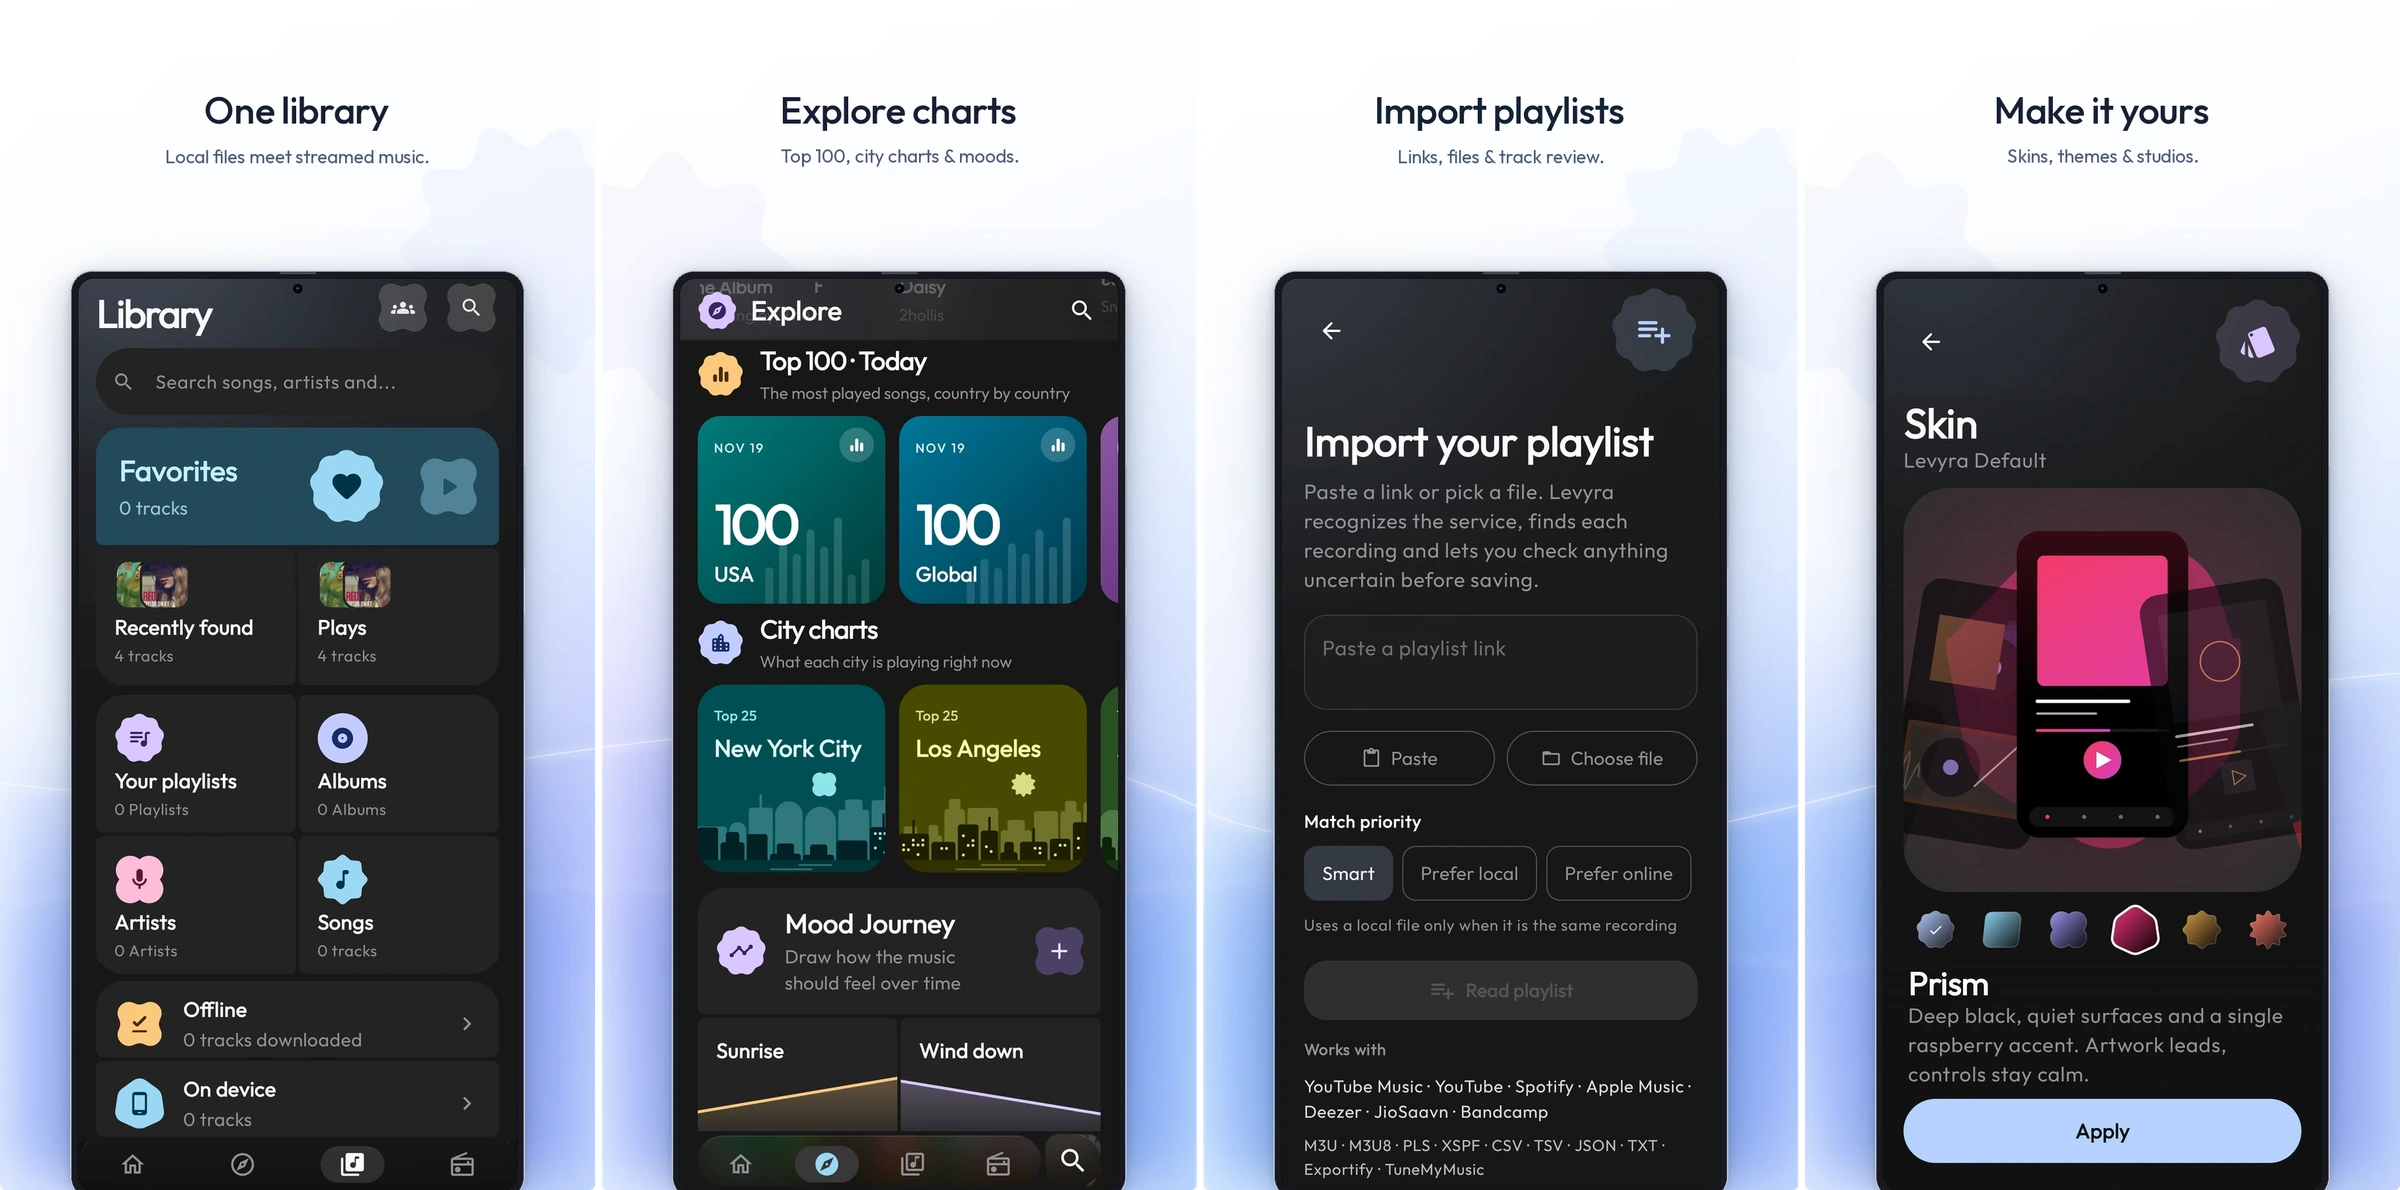 One library
Local files meet streamed music.
Library
Search songs, artists and...
Favorites
0 tracks
Recently found
4 tracks
Plays
4 tracks
Your playlists
0 Playlists
Albums
0 Albums
Artists
0 Artists
Songs
0 tracks
Offline
0 tracks downloaded
On device
0 tracks
Explore charts
Top 100, city charts & moods.
Album
Daisy
2hollis
Explore
Top 100 · Today
The most played songs, country by country
NOV 19
100
USA
NOV 19
100
Global
City charts
What each city is playing right now
Top 25
New York City
Top 25
Los Angeles
Mood Journey
Draw how the music
should feel over time
Sunrise
Wind down
Import playlists
Links, files & track review.
Import your playlist
Paste a link or pick a file. Levyra
recognizes the service, finds each
recording and lets you check anything
uncertain before saving.
Paste a playlist link
Paste
Choose file
Match priority
Smart
Prefer local
Prefer online
Uses a local file only when it is the same recording
Read playlist
Works with
YouTube Music · YouTube · Spotify · Apple Music ·
Deezer · JioSaavn · Bandcamp
M3U · M3U8 · PLS · XSPF · CSV · TSV · JSON · TXT ·
Exportify · TuneMyMusic
Make it yours
Skins, themes & studios.
Skin
Levyra Default
Prism
Deep black, quiet surfaces and a single
raspberry accent. Artwork leads,
controls stay calm.
Apply